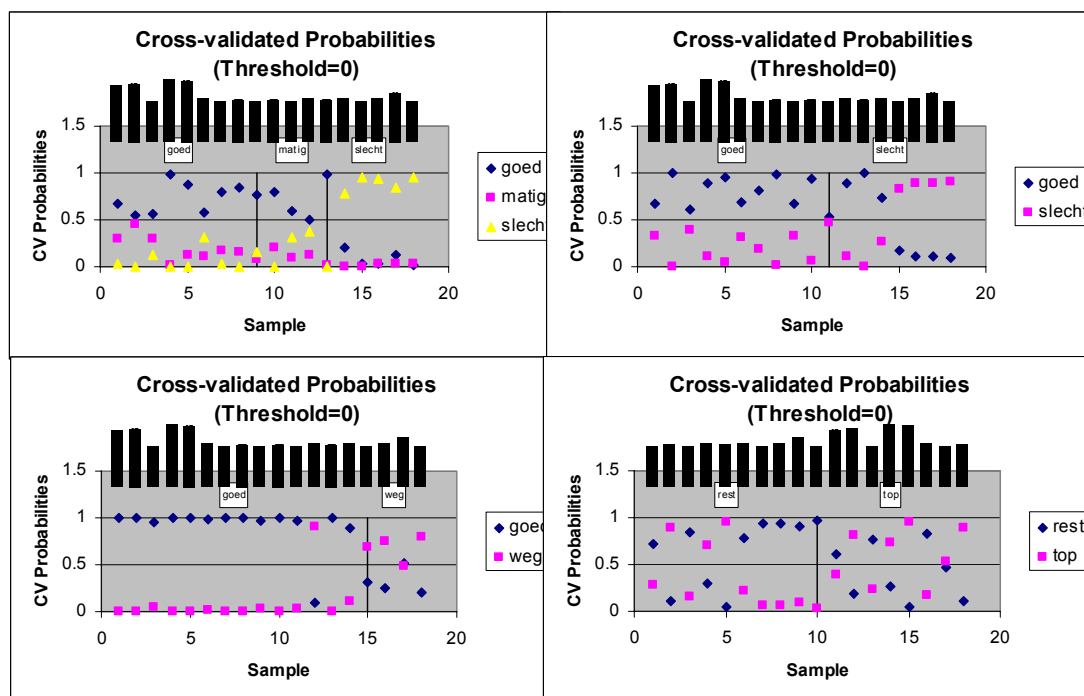 Cross-validated Probabilities
(Threshold=0)
1.5
1
0.5
0
CV Probabilities
goed
matig
slecht
0 5 10 15 20
Sample
goed
matig
slecht
Cross-validated Probabilities
(Threshold=0)
1.5
1
0.5
0
CV Probabilities
goed
slecht
0 5 10 15 20
Sample
goed
slecht
Cross-validated Probabilities
(Threshold=0)
1.5
1
0.5
0
CV Probabilities
goed
weg
0 5 10 15 20
Sample
goed
weg
Cross-validated Probabilities
(Threshold=0)
1.5
1
0.5
0
CV Probabilities
rest
top
0 5 10 15 20
Sample
rest
top